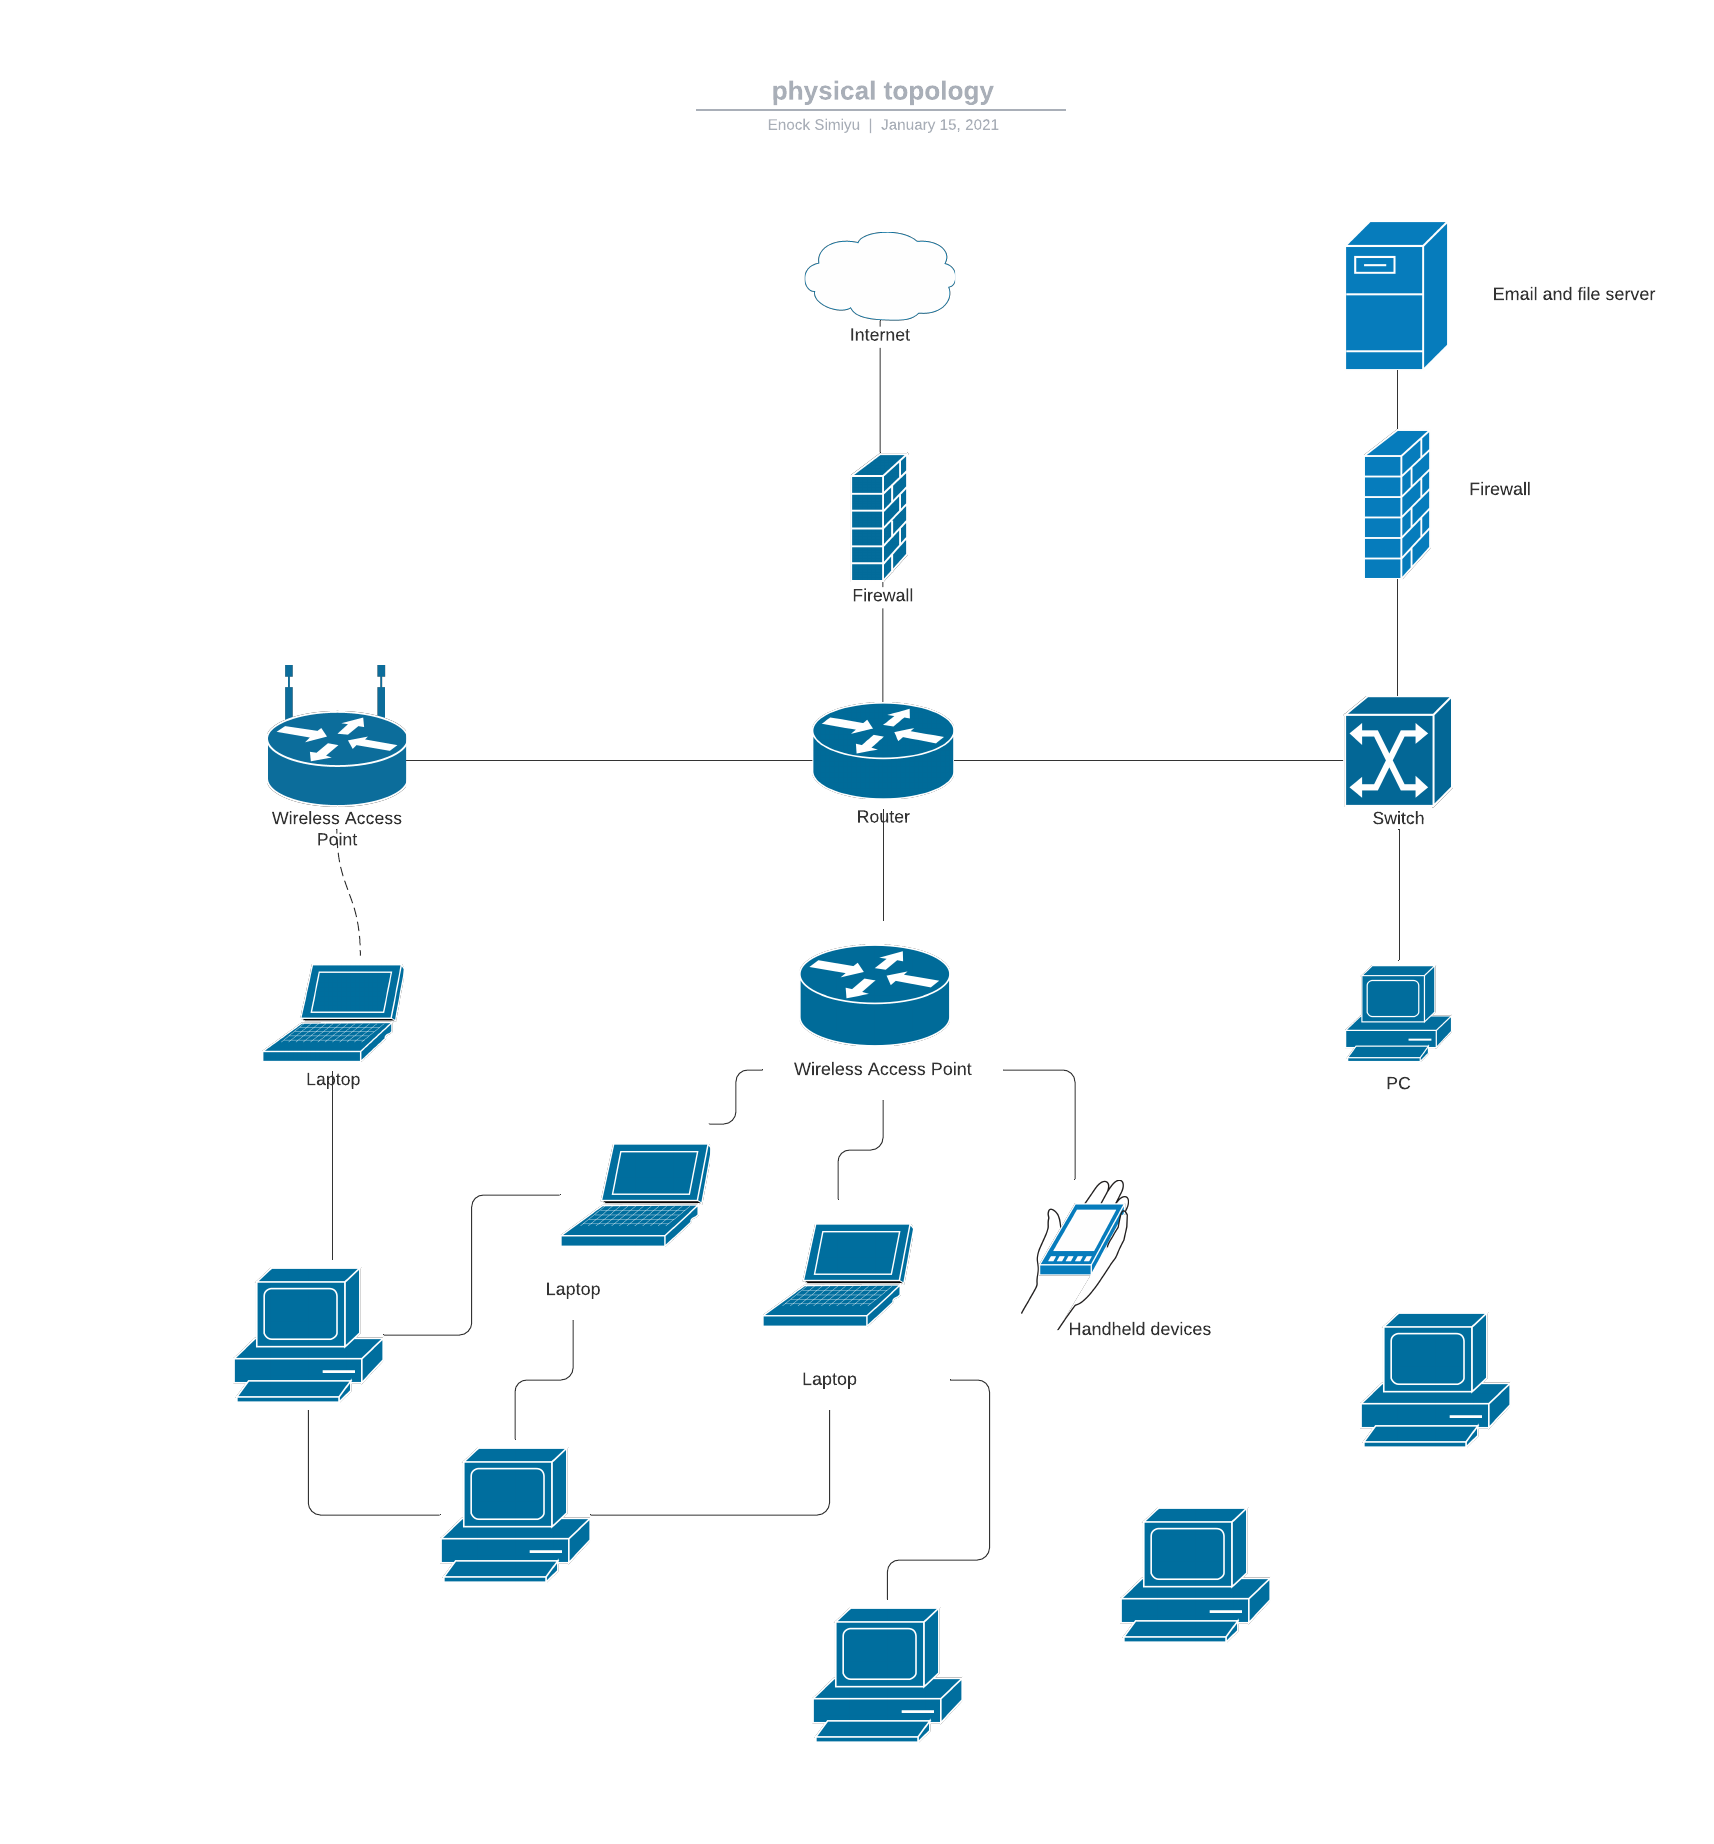 physical topology
Enock Simiyu | January 15, 2021
Internet
Email and file server
Firewall
Firewall
Wireless Access
Point
Router
Switch
Laptop
Wireless Access Point
PC
Laptop
Handheld devices
Laptop